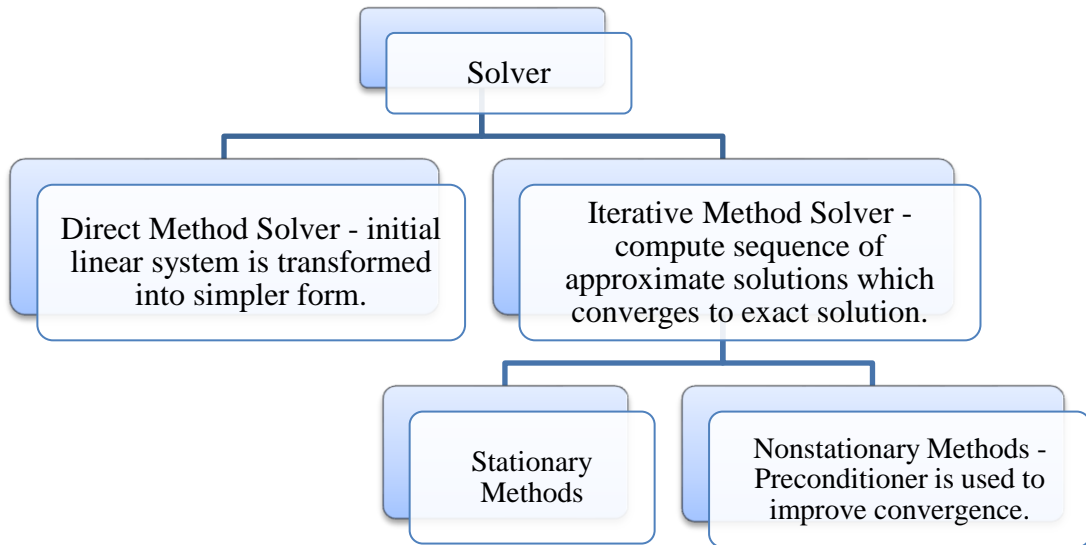 Solver
Direct Method Solver - initial
linear system is transformed
into simpler form.
Iterative Method Solver -
compute sequence of
approximate solutions which
converges to exact solution.
Stationary
Methods
Nonstationary Methods -
Preconditioner is used to
improve convergence.